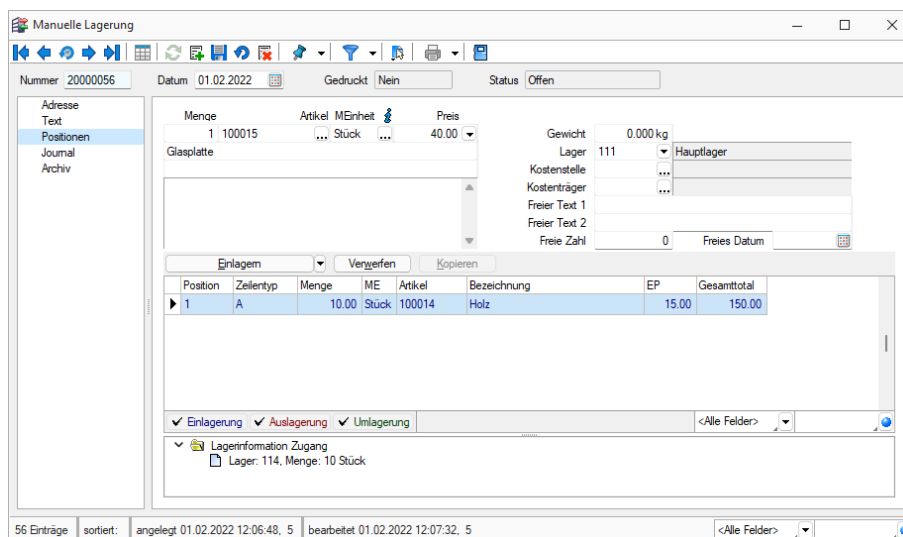 Manuelle Lagerung
Nummer 20000056 Datum 01.02.2022 Gedruckt Nein Status Offen
Adresse
Text
Positionen
Journal
Archiv
Menge Artikel MEinheit Preis
1 100015 ... Stück ... 40.00
Glasplatte
Gewicht 0.000 kg
Lager 111 Hauptlager
Kostenstelle ...
Kostenträger ...
Freier Text 1
Freier Text 2
Freie Zahl 0 Freies Datum
Einlagern Verwerfen Kopieren
Position Zeilentyp Menge ME Artikel Bezeichnung EP Gesamttotal
1 A 10.00 Stück 100014 Holz 15.00 150.00
Einlagerung Auslagerung Umlagerung <Alle Felder>
Lagerinformation Zugang
Lager: 114, Menge: 10 Stück
56 Einträge sortiert: angelegt 01.02.2022 12:06:48, 5 bearbeitet 01.02.2022 12:07:32, 5 <Alle Felder>